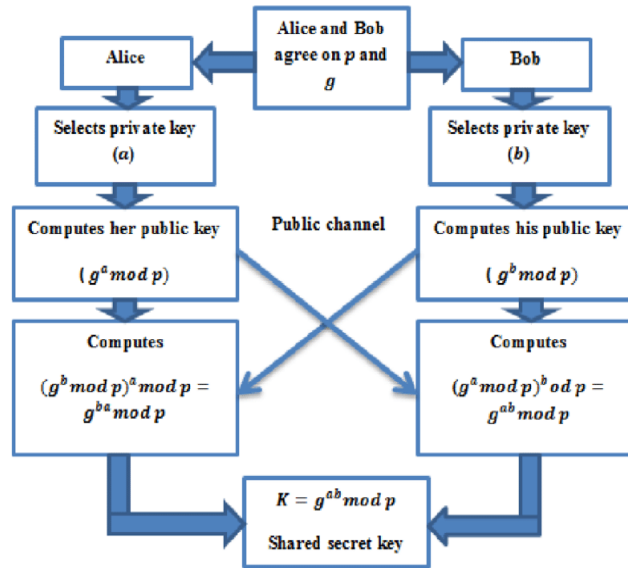 Alice and Bob
agree on p and
g
Alice
Bob
Selects private key
(a)
Selects private key
(b)
Computes her public key
( g^a mod p)
Public channel
Computes his public key
( g^b mod p)
Computes
(g^b mod p)^a mod p =
g^ba mod p
Computes
(g^a mod p)^b od p =
g^ab mod p
K = g^ab mod p
Shared secret key